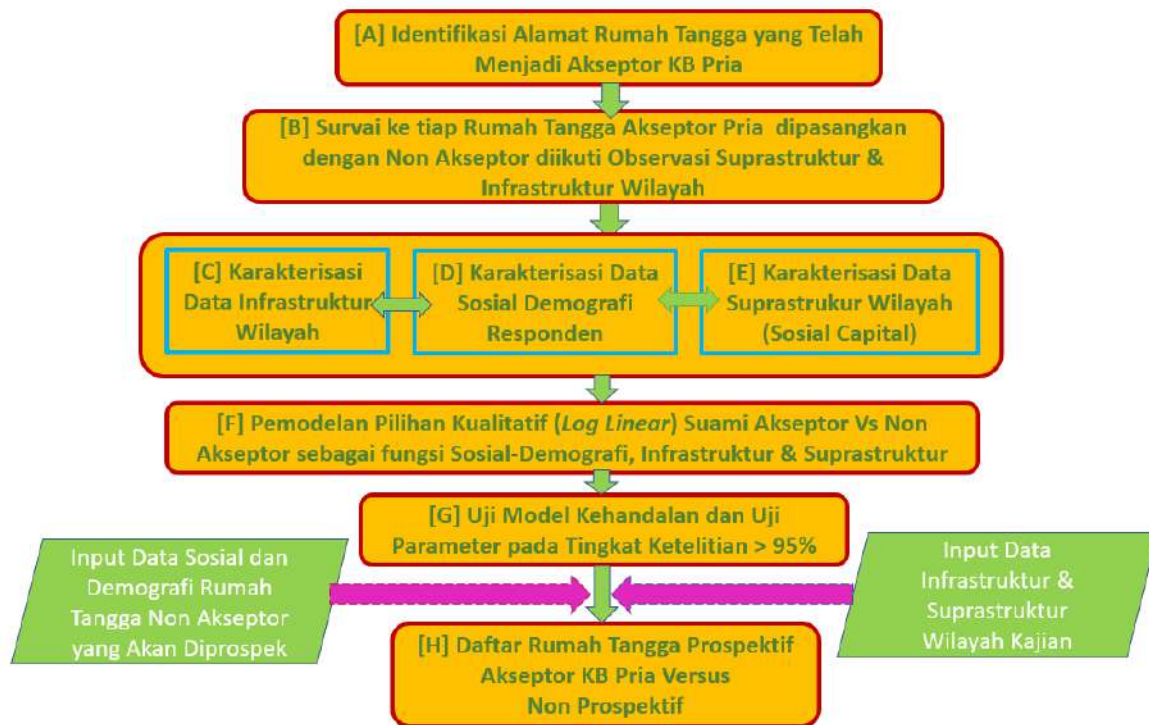 [A] Identifikasi Alamat Rumah Tangga yang Telah
Menjadi Akseptor KB Pria
[B] Survai ke tiap Rumah Tangga Akseptor Pria dipasangkan
dengan Non Akseptor diikuti Observasi Suprastruktur &
Infrastruktur Wilayah
[C] Karakterisasi
Data Infrastruktur
Wilayah
[D] Karakterisasi Data
Sosial Demografi
Responden
[E] Karakterisasi Data
Suprastrukur Wilayah
(Sosial Capital)
[F] Pemodelan Pilihan Kualitatif (Log Linear) Suami Akseptor Vs Non
Akseptor sebagai fungsi Sosial-Demografi, Infrastruktur & Suprastruktur
[G] Uji Model Kehandalan dan Uji
Parameter pada Tingkat Ketelitian > 95%
Input Data Sosial dan
Demografi Rumah
Tangga Non Akseptor
yang Akan Diprospek
Input Data
Infrastruktur &
Suprastruktur
Wilayah Kajian
[H] Daftar Rumah Tangga Prospektif
Akseptor KB Pria Versus
Non Prospektif